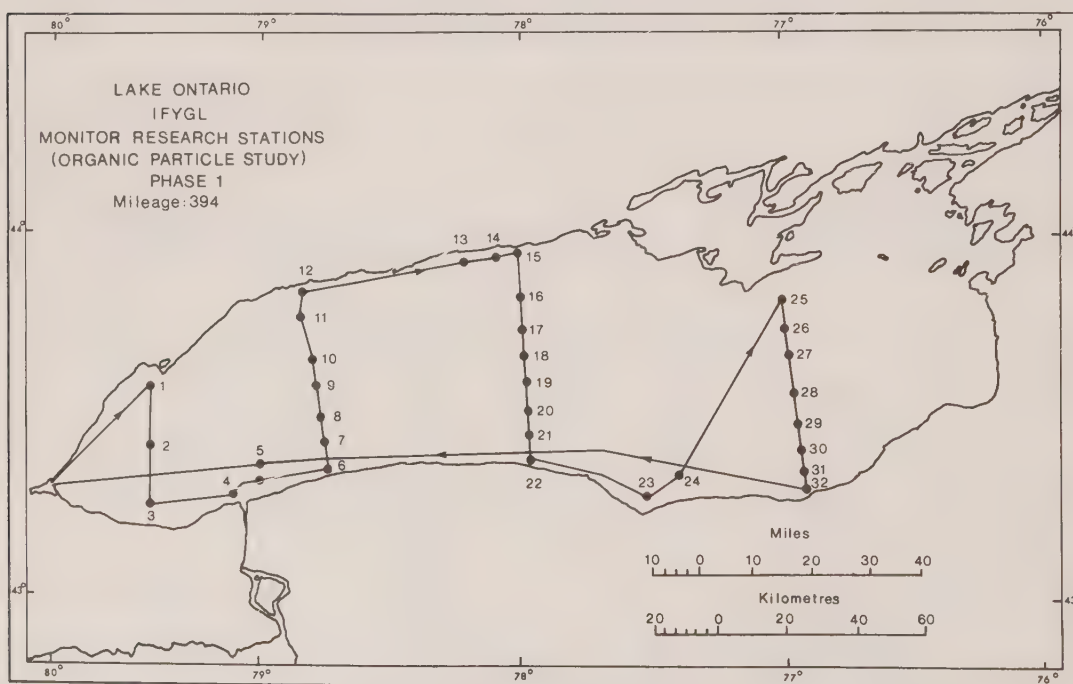 80° 79° 78° 77° 76°
LAKE ONTARIO
IFYGL
MONITOR RESEARCH STATIONS
(ORGANIC PARTICLE STUDY)
PHASE 1
Mileage:394
44° 44°
13 14
15
12
16
25
11
17
26
10
18
27
1
9
19
28
8
20
29
2
7
21
30
5
6
31
4
22
23
24
32
3
Miles
10 0 10 20 30 40
43° 43
Kilometres
20 0 20 40 60
80° 79° 78° 77° 76°